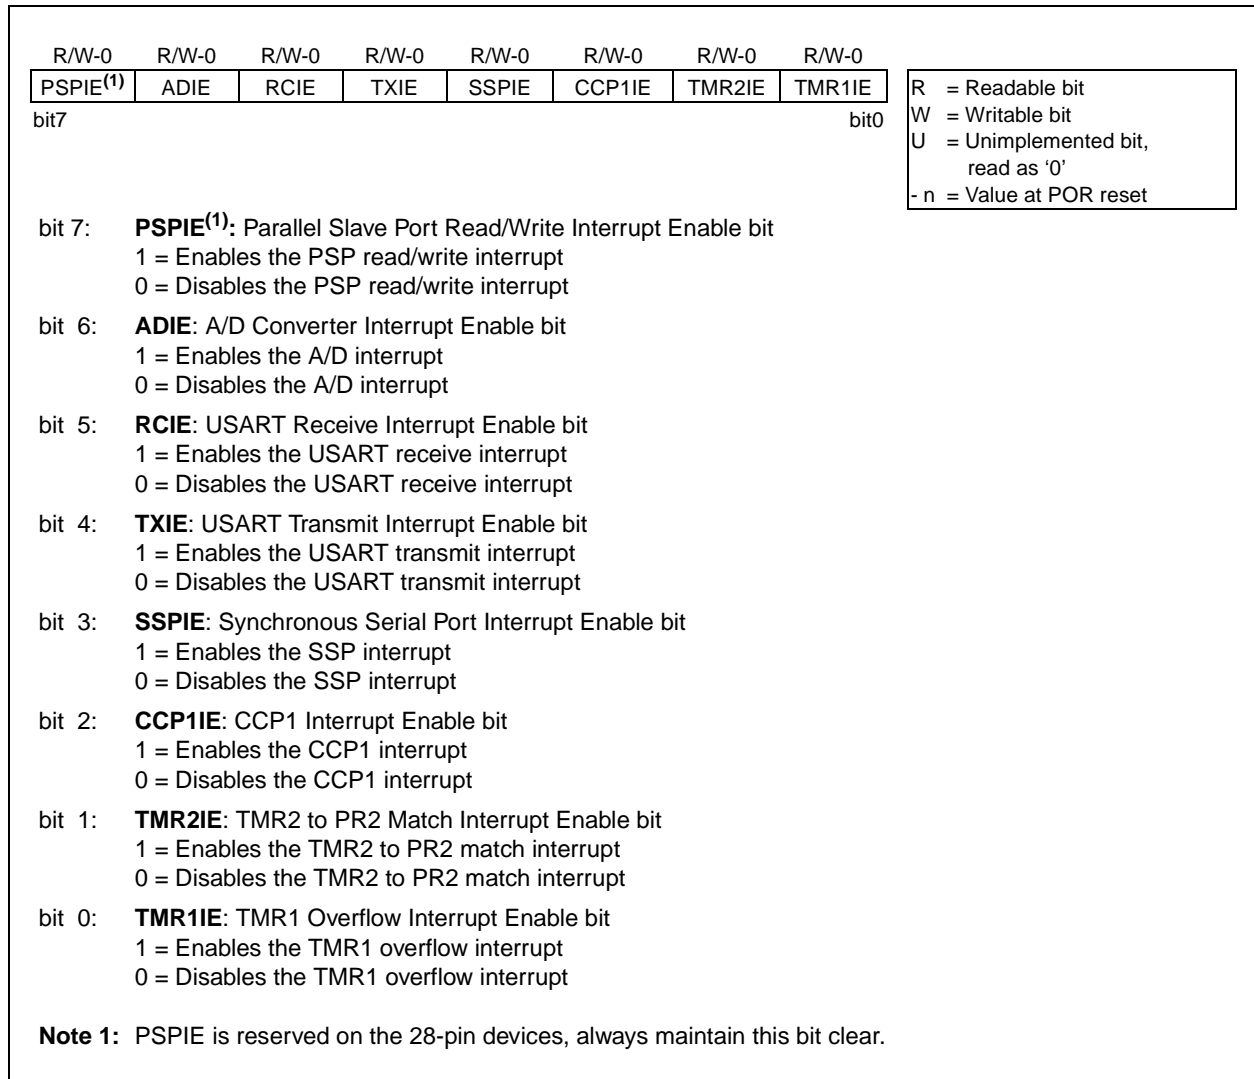 R/W-0 R/W-0 R/W-0 R/W-0 R/W-0 R/W-0 R/W-0 R/W-0
PSPIE(1) ADIE RCIE TXIE SSPIE CCP1IE TMR2IE TMR1IE
bit7 bit0
R = Readable bit
W = Writable bit
U = Unimplemented bit,
read as ‘0’
- n = Value at POR reset
bit 7: PSPIE(1): Parallel Slave Port Read/Write Interrupt Enable bit
1 = Enables the PSP read/write interrupt
0 = Disables the PSP read/write interrupt
bit 6: ADIE: A/D Converter Interrupt Enable bit
1 = Enables the A/D interrupt
0 = Disables the A/D interrupt
bit 5: RCIE: USART Receive Interrupt Enable bit
1 = Enables the USART receive interrupt
0 = Disables the USART receive interrupt
bit 4: TXIE: USART Transmit Interrupt Enable bit
1 = Enables the USART transmit interrupt
0 = Disables the USART transmit interrupt
bit 3: SSPIE: Synchronous Serial Port Interrupt Enable bit
1 = Enables the SSP interrupt
0 = Disables the SSP interrupt
bit 2: CCP1IE: CCP1 Interrupt Enable bit
1 = Enables the CCP1 interrupt
0 = Disables the CCP1 interrupt
bit 1: TMR2IE: TMR2 to PR2 Match Interrupt Enable bit
1 = Enables the TMR2 to PR2 match interrupt
0 = Disables the TMR2 to PR2 match interrupt
bit 0: TMR1IE: TMR1 Overflow Interrupt Enable bit
1 = Enables the TMR1 overflow interrupt
0 = Disables the TMR1 overflow interrupt
Note 1: PSPIE is reserved on the 28-pin devices, always maintain this bit clear.